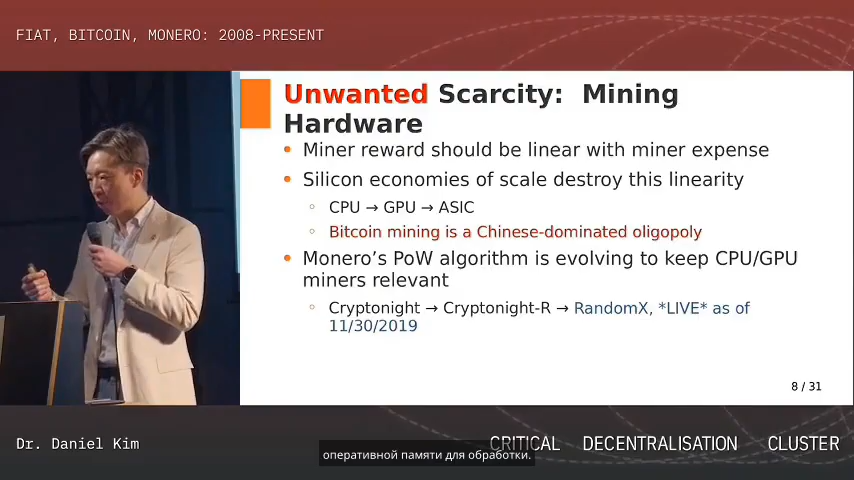 FIAT, BITCOIN, MONERO: 2008-PRESENT
Unwanted Scarcity: Mining
Hardware
• Miner reward should be linear with miner expense
• Silicon economies of scale destroy this linearity
◦ CPU → GPU → ASIC
◦ Bitcoin mining is a Chinese-dominated oligopoly
• Monero’s PoW algorithm is evolving to keep CPU/GPU
miners relevant
◦ Cryptonight → Cryptonight-R → RandomX, *LIVE* as of
11/30/2019
8 / 31
Dr. Daniel Kim
CRITICAL DECENTRALISATION CLUSTER
оперативной памяти для обработки.